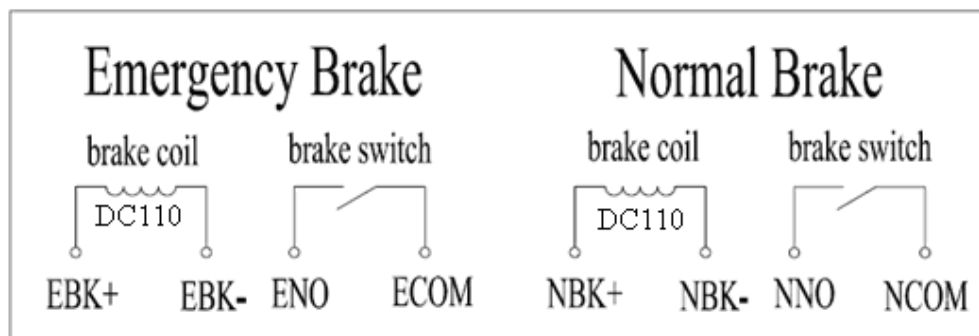 Emergency Brake Normal Brake
brake coil brake switch brake coil brake switch
DC110 DC110
EBK+ EBK- ENO ECOM NBK+ NBK- NNO NCOM